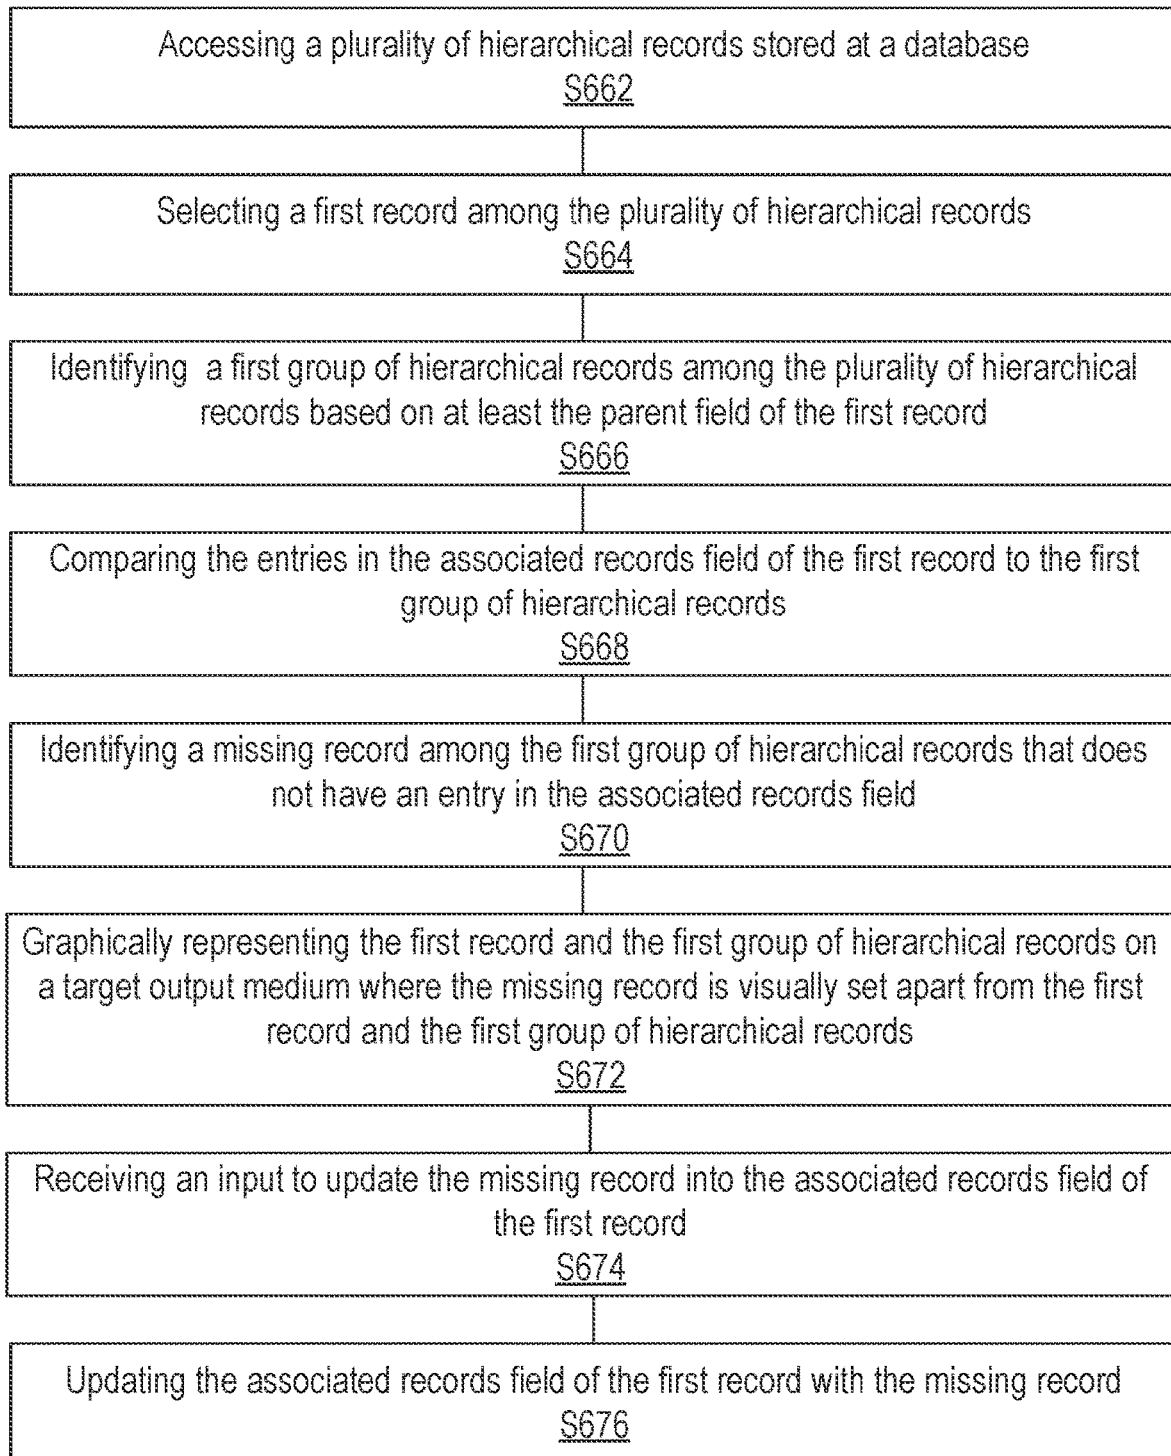 Accessing a plurality of hierarchical records stored at a database
S662
Selecting a first record among the plurality of hierarchical records
S664
Identifying a first group of hierarchical records among the plurality of hierarchical
records based on at least the parent field of the first record
S666
Comparing the entries in the associated records field of the first record to the first
group of hierarchical records
S668
Identifying a missing record among the first group of hierarchical records that does
not have an entry in the associated records field
S670
Graphically representing the first record and the first group of hierarchical records on
a target output medium where the missing record is visually set apart from the first
record and the first group of hierarchical records
S672
Receiving an input to update the missing record into the associated records field of
the first record
S674
Updating the associated records field of the first record with the missing record
S676